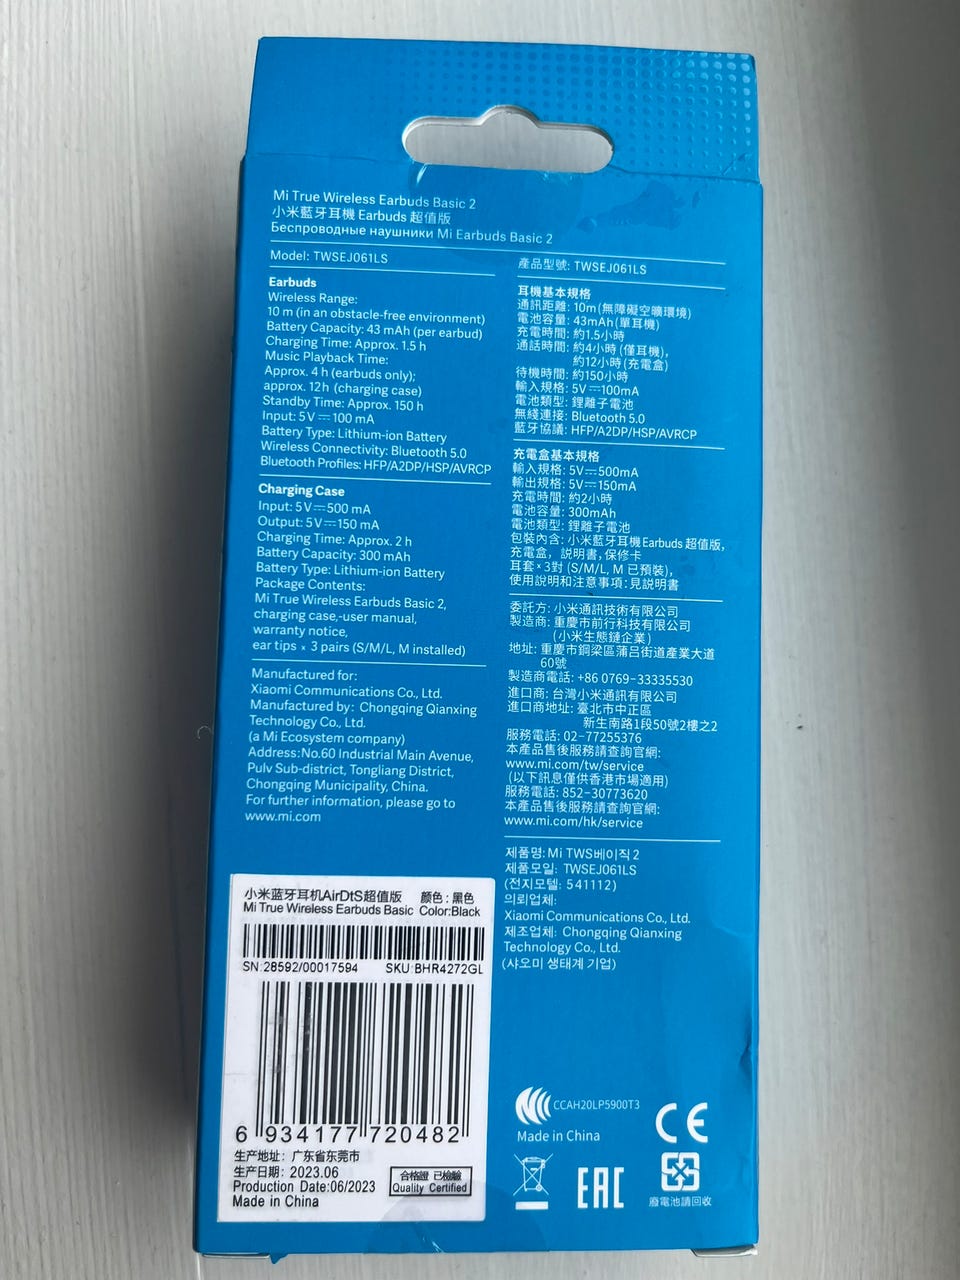 Mi True Wireless Earbuds Basic 2
小米藍牙耳機 Earbuds 超值版
Беспроводные наушники Mi Earbuds Basic 2
Model: TWSEJ061LS
Earbuds
Wireless Range:
10 m (in an obstacle-free environment)
Battery Capacity: 43 mAh (per earbud)
Charging Time: Approx. 1.5 h
Music Playback Time:
Approx. 4 h (earbuds only);
approx. 12h (charging case)
Standby Time: Approx. 150 h
Input: 5 V⎓100 mA
Battery Type: Lithium-ion Battery
Wireless Connectivity: Bluetooth 5.0
Bluetooth Profiles: HFP/A2DP/HSP/AVRCP
Charging Case
Input: 5 V⎓500 mA
Output: 5 V⎓150 mA
Charging Time: Approx. 2 h
Battery Capacity: 300 mAh
Battery Type: Lithium-ion Battery
Package Contents:
Mi True Wireless Earbuds Basic 2,
charging case,-user manual,
warranty notice,
ear tips × 3 pairs (S/M/L, M installed)
Manufactured for:
Xiaomi Communications Co., Ltd.
Manufactured by: Chongqing Qianxing
Technology Co., Ltd.
(a Mi Ecosystem company)
Address:No.60 Industrial Main Avenue,
Pulv Sub-district, Tongliang District,
Chongqing Municipality, China.
For further information, please go to
www.mi.com
產品型號: TWSEJ061LS
耳機基本規格
通訊距離: 10m(無障礙空曠環境)
電池容量: 43mAh(單耳機)
充電時間: 約1.5小時
通話時間: 約4小時 (僅耳機),
約12小時 (充電盒)
待機時間: 約150小時
輸入規格: 5V⎓100mA
電池類型: 鋰離子電池
無綫連接: Bluetooth 5.0
藍牙協議: HFP/A2DP/HSP/AVRCP
充電盒基本規格
輸入規格: 5V⎓500mA
輸出規格: 5V⎓150mA
充電時間: 約2小時
電池容量: 300mAh
電池類型: 鋰離子電池
包裝內含: 小米藍牙耳機Earbuds 超值版,
充電盒, 説明書, 保修卡
耳套×3對 (S/M/L, M 已預裝),
使用說明和注意事項: 見説明書
委託方: 小米通訊技術有限公司
製造商: 重慶市前行科技有限公司
(小米生態鏈企業)
地址: 重慶市銅梁區蒲呂街道產業大道
60號
製造商電話: +86 0769-33335530
進口商: 台灣小米通訊有限公司
進口商地址: 臺北市中正區
新生南路1段50號2樓之2
服務電話: 02-77255376
本產品售後服務請查詢官網:
www.mi.com/tw/service
(以下訊息僅供香港市場適用)
服務電話: 852-30773620
本產品售後服務請查詢官網:
www.mi.com/hk/service
제품명: Mi TWS베이직 2
제품모일: TWSEJ061LS
(전지모텔: 541112)
의뢰업체:
Xiaomi Communications Co., Ltd.
제조업체: Chongqing Qianxing
Technology Co., Ltd.
(샤오미 생태계 기업)
小米蓝牙耳机AirDtS超值版 颜色 : 黑色
Mi True Wireless Earbuds Basic Color:Black
SN:28592/00017594 SKU:BHR4272GL
6 934177 720482
生产地址: 广东省东莞市
生产日期: 2023.06
Production Date:06/2023
Made in China
合格證 已檢驗
Quality Certified
CCAH20LP5900T3
Made in China
CE
EAC
廢電池請回收